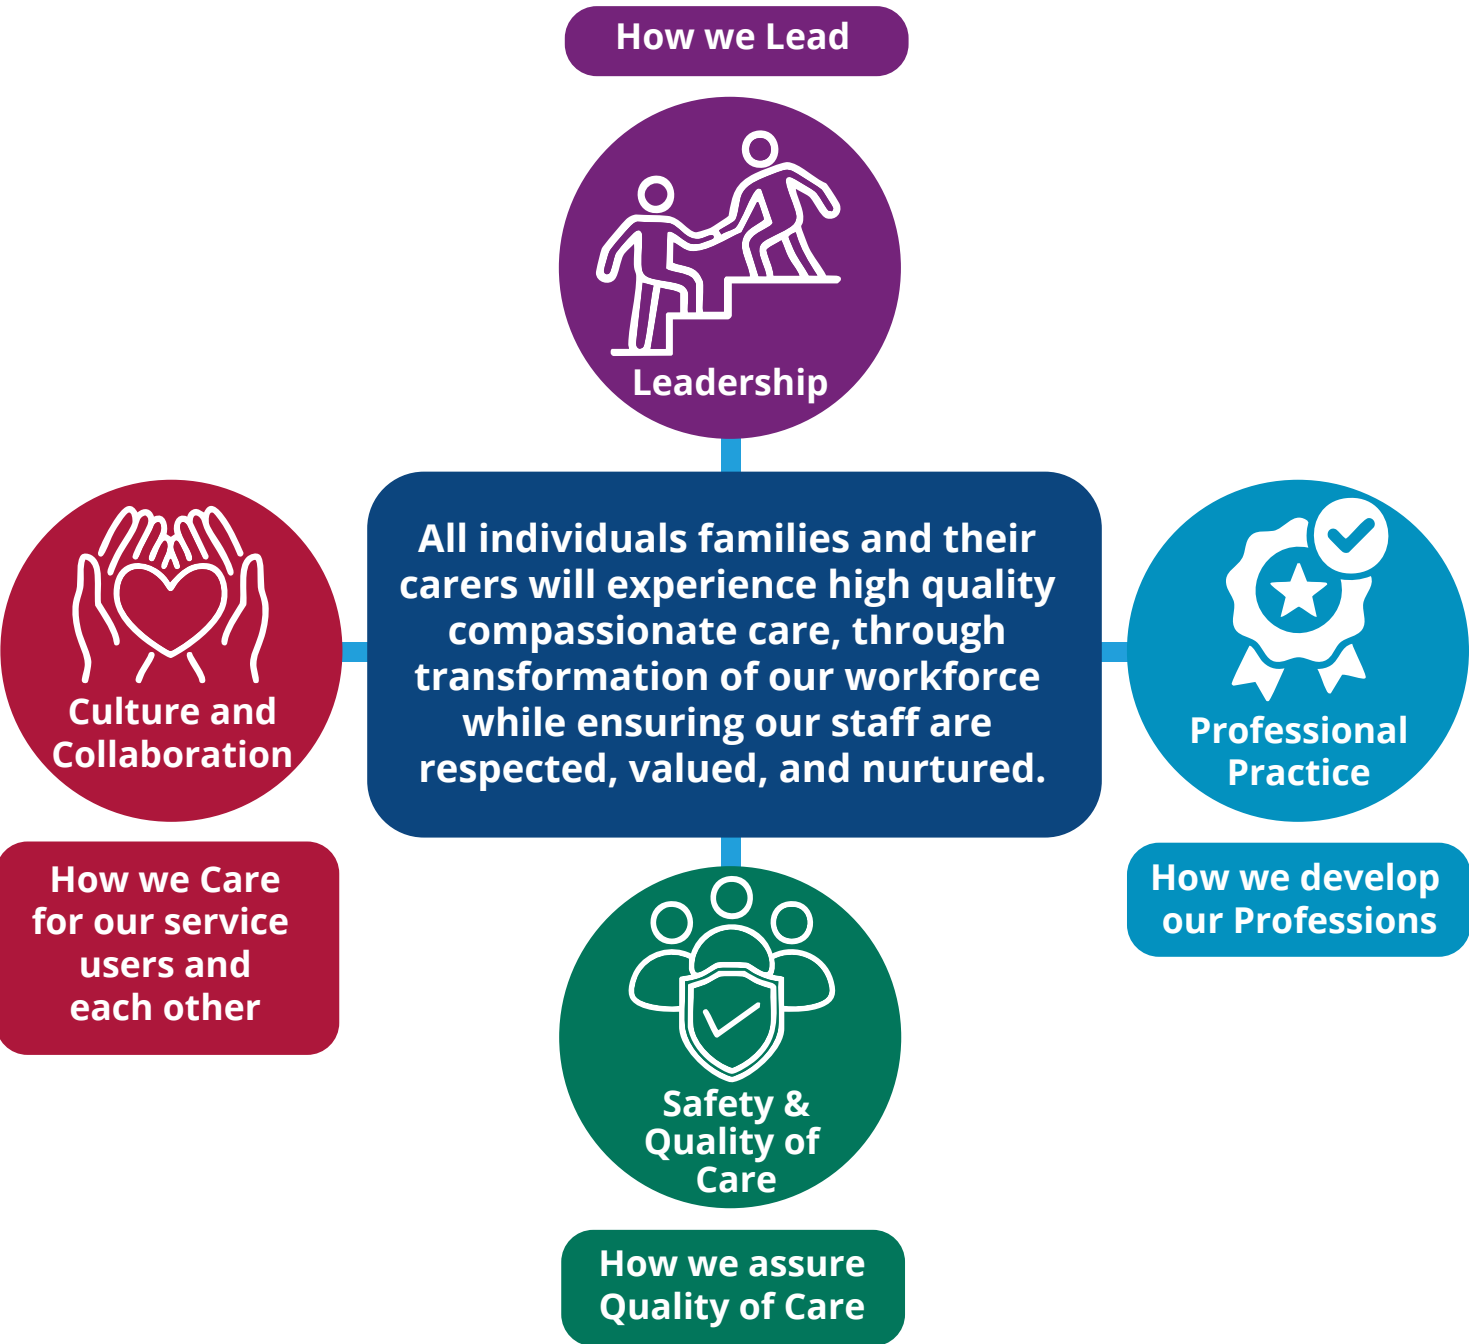 How we Lead
Leadership
All individuals families and their
carers will experience high quality
compassionate care, through
transformation of our workforce
while ensuring our staff are
respected, valued, and nurtured.
Culture and
Collaboration
How we Care
for our service
users and
each other
Professional
Practice
How we develop
our Professions
Safety &
Quality of
Care
How we assure
Quality of Care